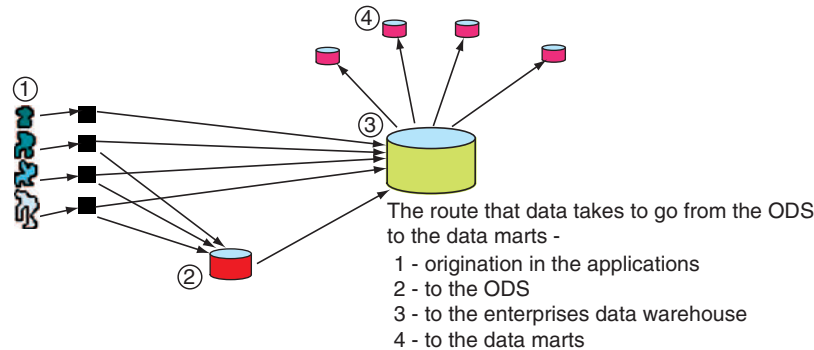 4
1
3
2
The route that data takes to go from the ODS
to the data marts -
1 - origination in the applications
2 - to the ODS
3 - to the enterprises data warehouse
4 - to the data marts